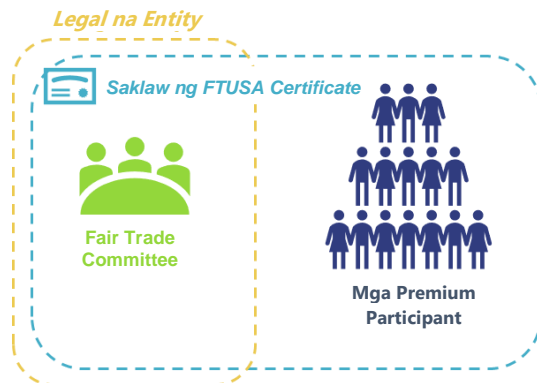 Legal na Entity
Saklaw ng FTUSA Certificate
Fair Trade
Committee
Mga Premium
Participant